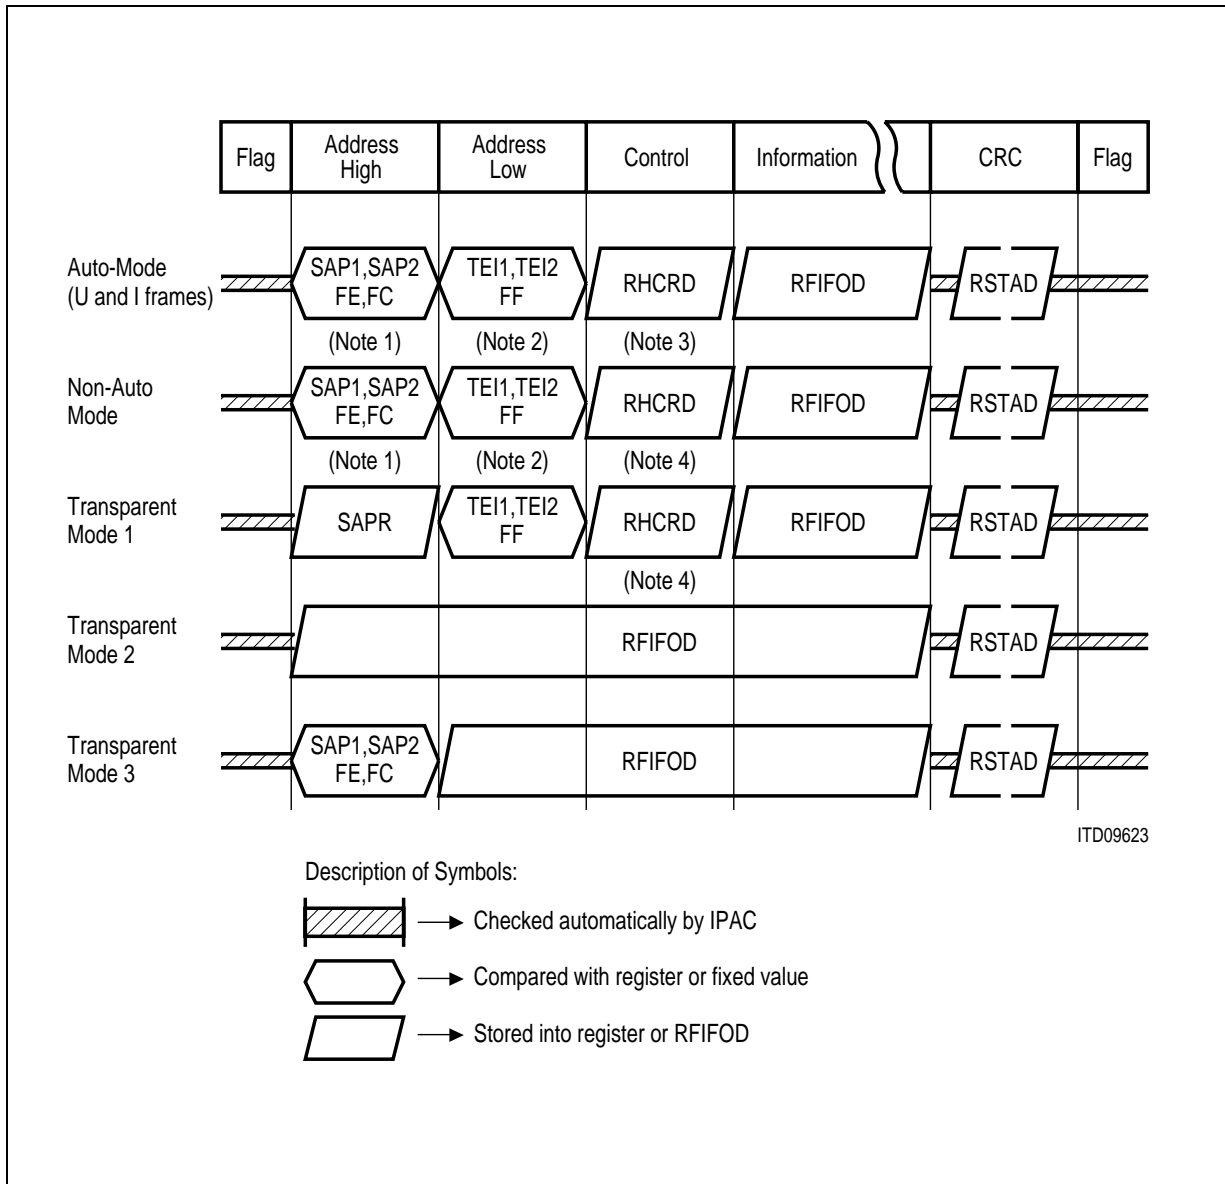 Flag
Address
High
Address
Low
Control
Information
CRC
Flag
Auto-Mode
(U and I frames)
SAP1,SAP2
FE,FC
TEI1,TEI2
FF
RHCRD
RFIFOD
RSTAD
(Note 1)
(Note 2)
(Note 3)
Non-Auto
Mode
SAP1,SAP2
FE,FC
TEI1,TEI2
FF
RHCRD
RFIFOD
RSTAD
(Note 1)
(Note 2)
(Note 4)
Transparent
Mode 1
SAPR
TEI1,TEI2
FF
RHCRD
RFIFOD
RSTAD
(Note 4)
Transparent
Mode 2
RFIFOD
RSTAD
Transparent
Mode 3
SAP1,SAP2
FE,FC
RFIFOD
RSTAD
ITD09623
Description of Symbols:
Checked automatically by IPAC
Compared with register or fixed value
Stored into register or RFIFOD